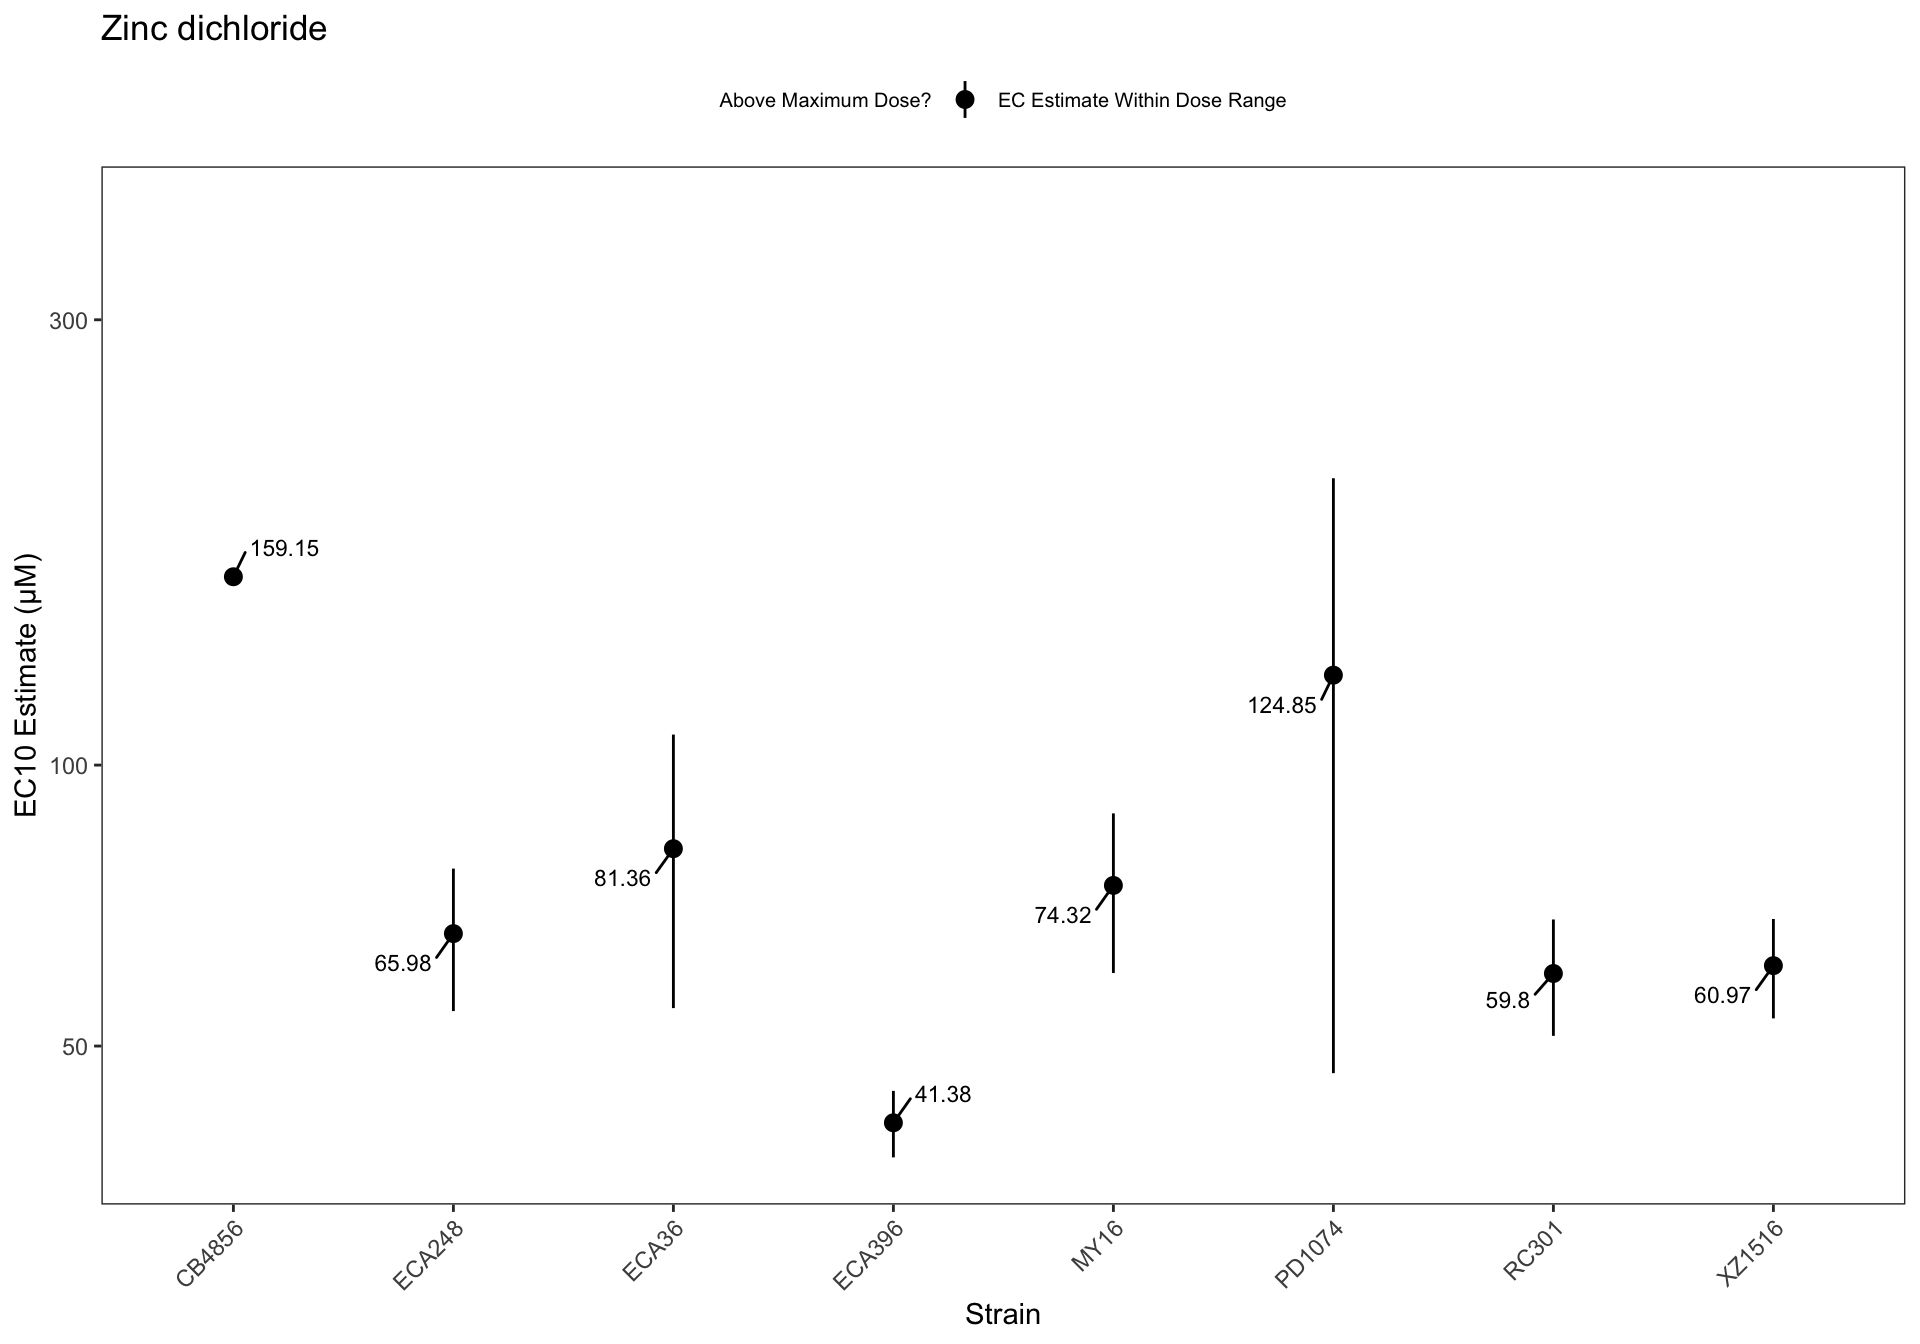 Zinc dichloride
Above Maximum Dose? EC Estimate Within Dose Range
EC10 Estimate (µM)
300
100
50
159.15
65.98
81.36
41.38
74.32
124.85
59.8
60.97
CB4856
ECA248
ECA36
ECA396
MY16
PD1074
RC301
XZ1516
Strain